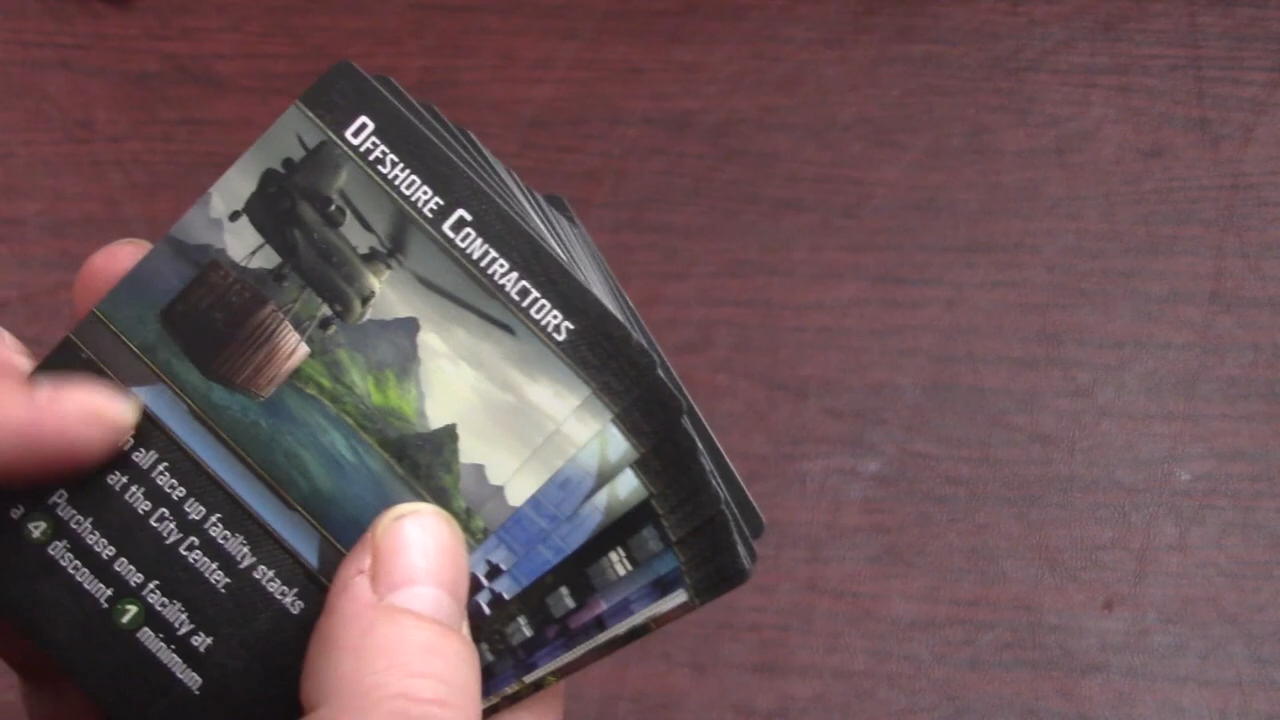 OFFSHORE CONTRACTORS
all face up facility stacks
at the City Center.
Purchase one facility at
a 4 discount, 1 minimum.